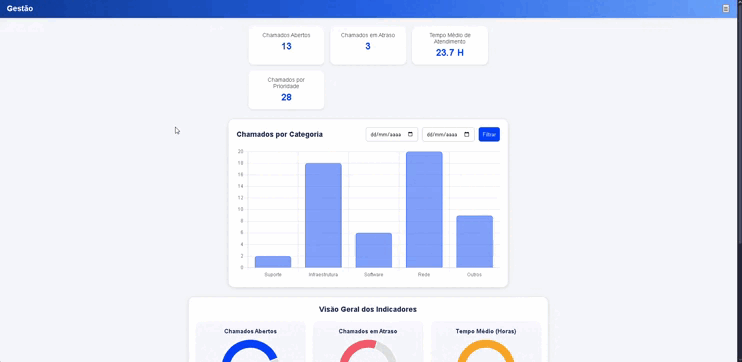 Gestão
Chamados Abertos
13
Chamados em Atraso
3
Tempo Médio de
Atendimento
23.7 H
Chamados por
Prioridade
28
Chamados por Categoria
dd/mm/aaaa
dd/mm/aaaa
Filtrar
20
18
16
14
12
10
8
6
4
2
0
Suporte
Infraestrutura
Software
Rede
Outros
Visão Geral dos Indicadores
Chamados Abertos
Chamados em Atraso
Tempo Médio (Horas)